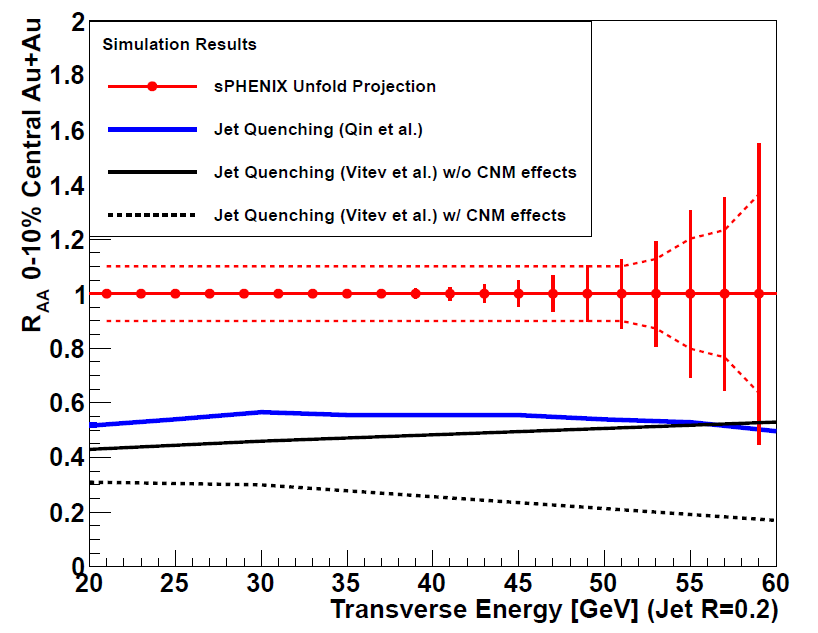 R_AA 0-10% Central Au+Au
2
1.8
1.6
1.4
1.2
1
0.8
0.6
0.4
0.2
0
Simulation Results
sPHENIX Unfold Projection
Jet Quenching (Qin et al.)
Jet Quenching (Vitev et al.) w/o CNM effects
Jet Quenching (Vitev et al.) w/ CNM effects
20 25 30 35 40 45 50 55 60
Transverse Energy [GeV] (Jet R=0.2)